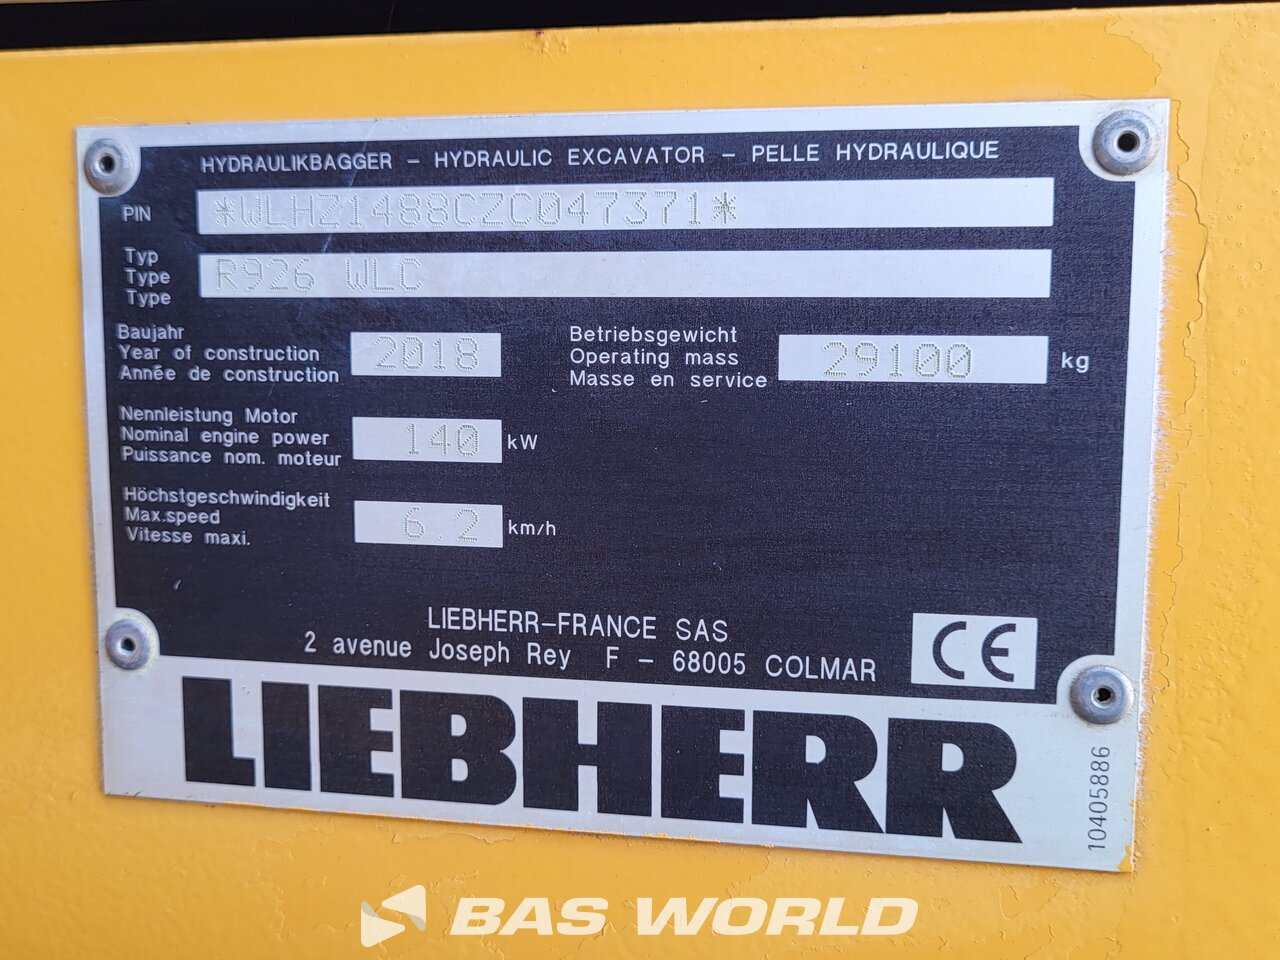 HYDRAULIKBAGGER - HYDRAULIC EXCAVATOR - PELLE HYDRAULIQUE
PIN *WLHZ1488CZC047371*
Typ
Type R926 WLC
Type
Baujahr
Year of construction 2018
Année de construction
Betriebsgewicht
Operating mass 29100 kg
Masse en service
Nennleistung Motor
Nominal engine power 140 kW
Puissance nom. moteur
Höchstgeschwindigkeit
Max.speed 6.2 km/h
Vitesse maxi.
LIEBHERR-FRANCE SAS
2 avenue Joseph Rey F - 68005 COLMAR
CE
LIEBHERR
10405886
BAS WORLD